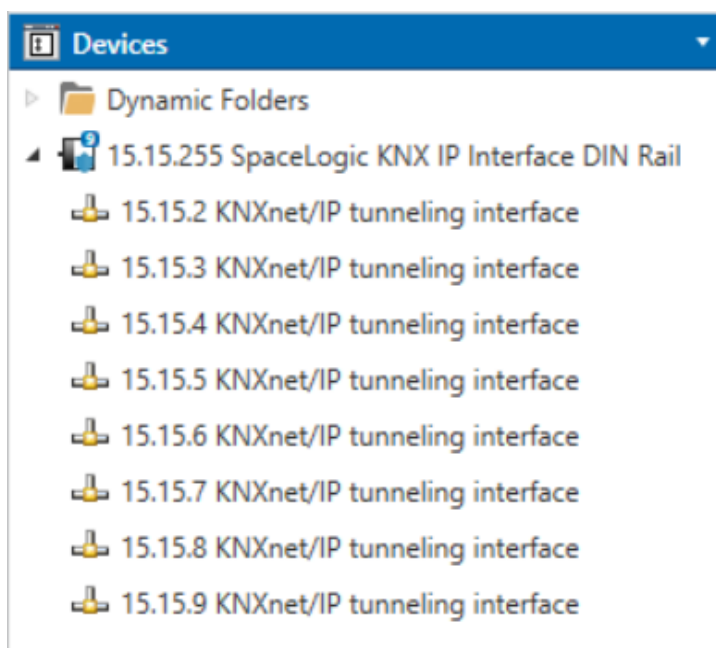 Devices
Dynamic Folders
9
15.15.255 SpaceLogic KNX IP Interface DIN Rail
15.15.2 KNXnet/IP tunneling interface
15.15.3 KNXnet/IP tunneling interface
15.15.4 KNXnet/IP tunneling interface
15.15.5 KNXnet/IP tunneling interface
15.15.6 KNXnet/IP tunneling interface
15.15.7 KNXnet/IP tunneling interface
15.15.8 KNXnet/IP tunneling interface
15.15.9 KNXnet/IP tunneling interface